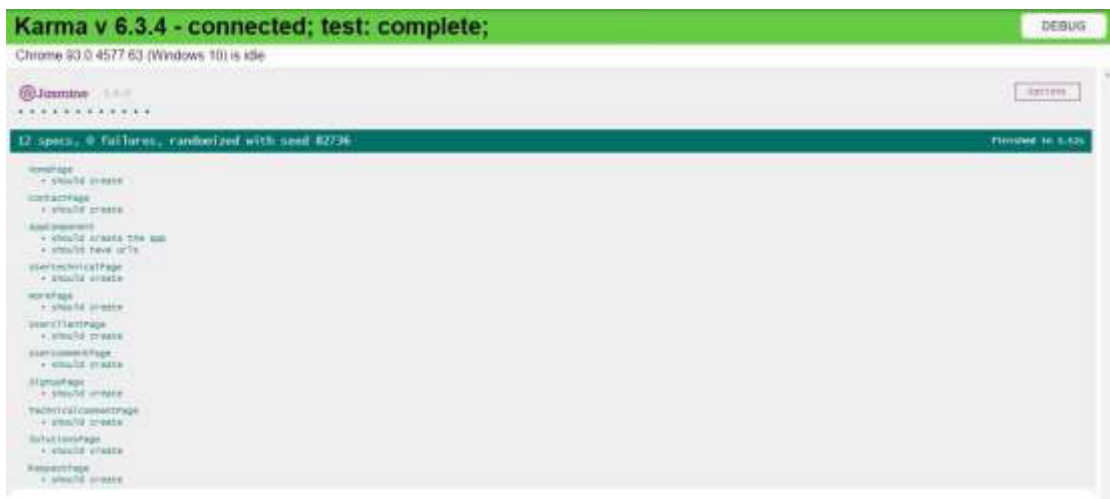 Karma v 6.3.4 - connected; test: complete;
DEBUG
Chrome 93.0.4577.63 (Windows 10) is idle
Jasmine
Options
12 specs, 0 failures, randomized with seed 82736
Finished in
HomePage
• should create
ContactPage
• should create
AppComponent
• should create the app
• should have urls
UsertechnicalPage
• should create
WorkPage
• should create
UserclientPage
• should create
UsercommentPage
• should create
SignupPage
• should create
TechnicalcommentPage
• should create
SolutionsPage
• should create
RequestPage
• should create